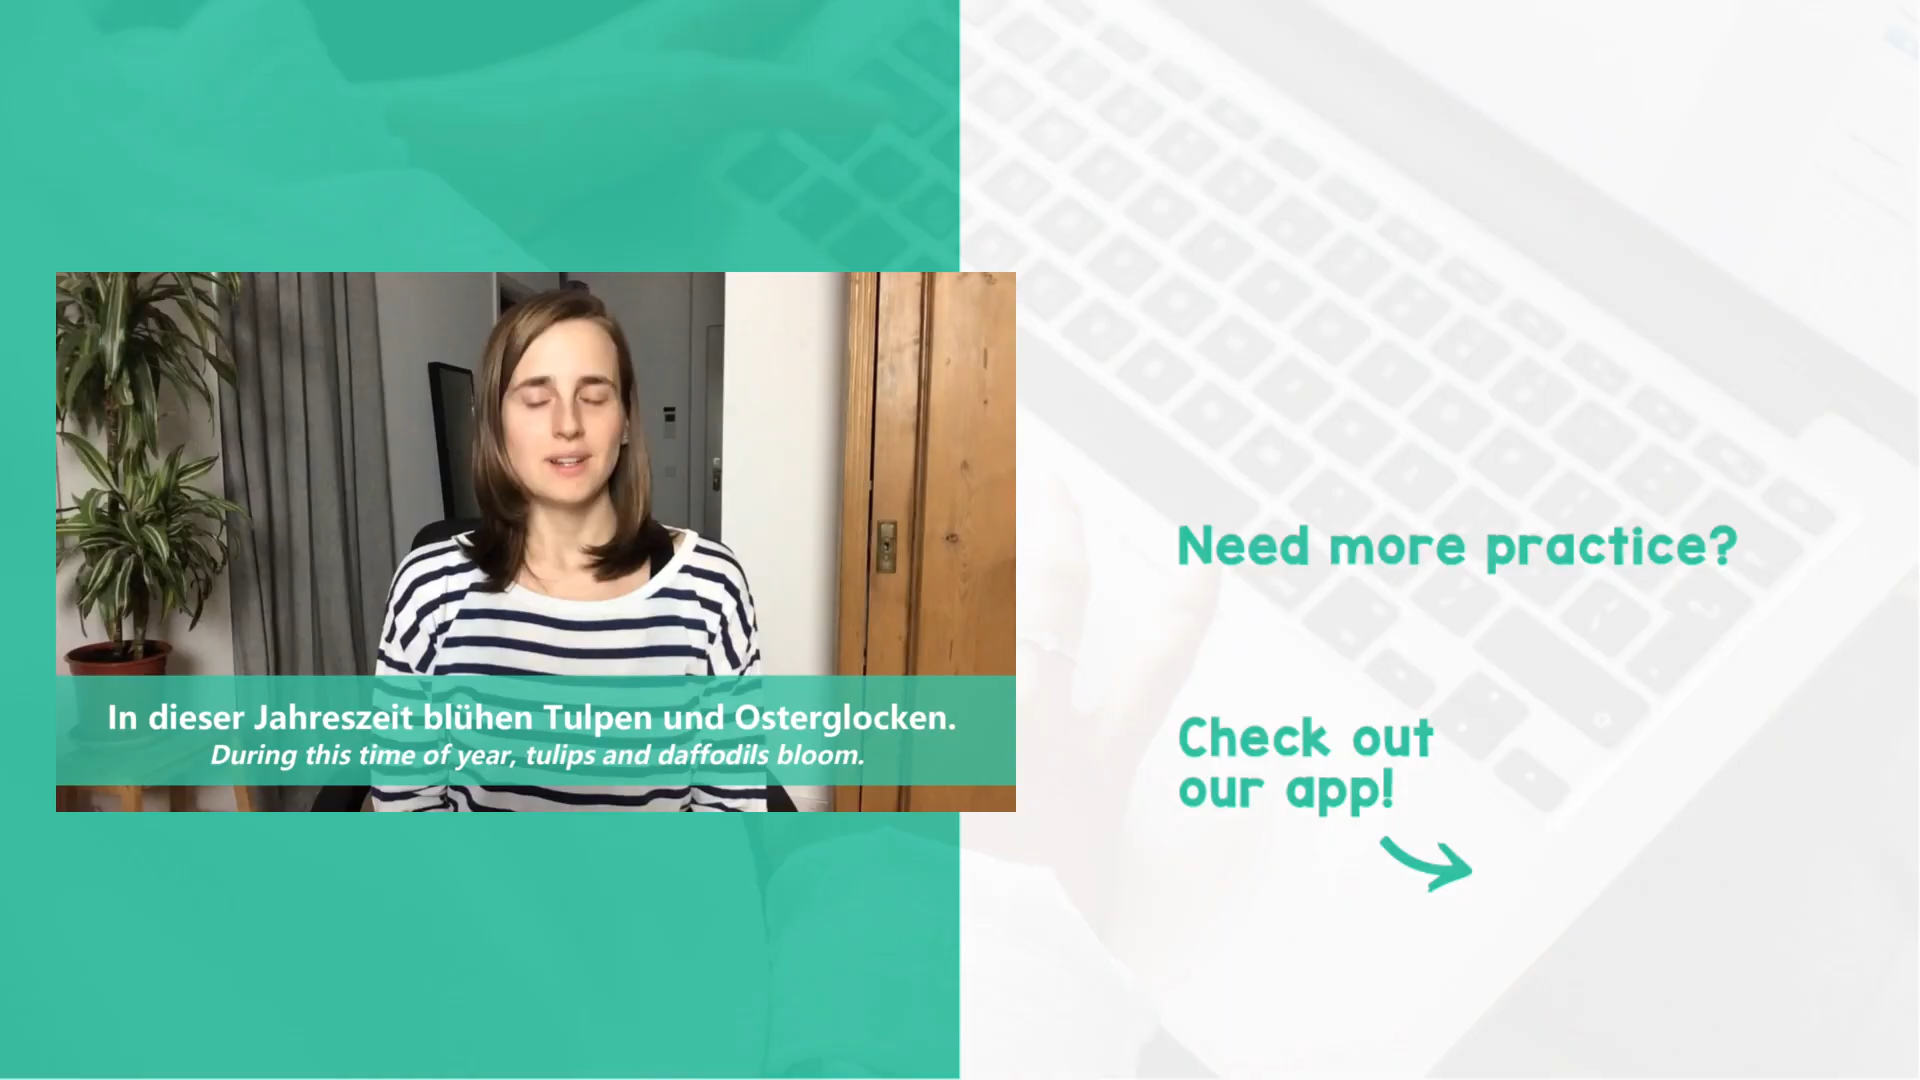 In dieser Jahreszeit blühen Tulpen und Osterglocken.
During this time of year, tulips and daffodils bloom.
Need more practice?
Check out
our app!